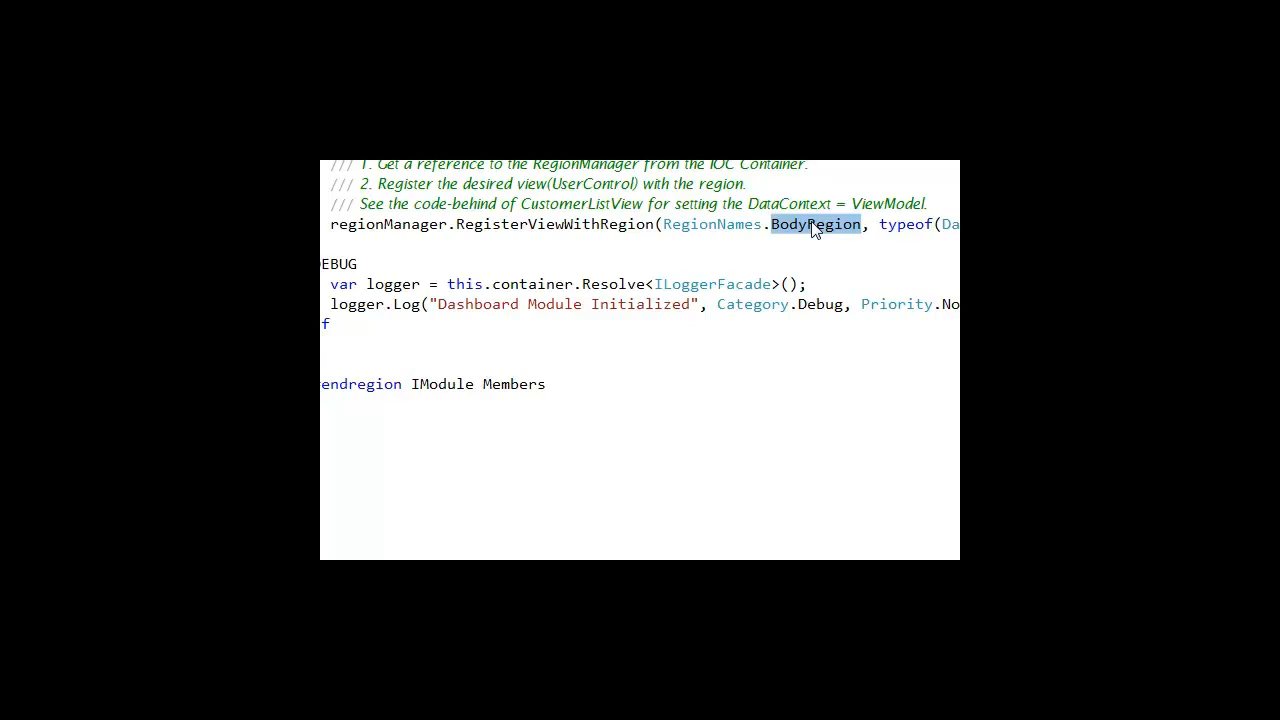 /// 1. Get a reference to the RegionManager from the IOC Container.
/// 2. Register the desired view(UserControl) with the region.
/// See the code-behind of CustomerListView for setting the DataContext = ViewModel.
regionManager.RegisterViewWithRegion(RegionNames.BodyRegion, typeof(Da
EBUG
var logger = this.container.Resolve<ILoggerFacade>();
logger.Log("Dashboard Module Initialized", Category.Debug, Priority.No
f
endregion IModule Members